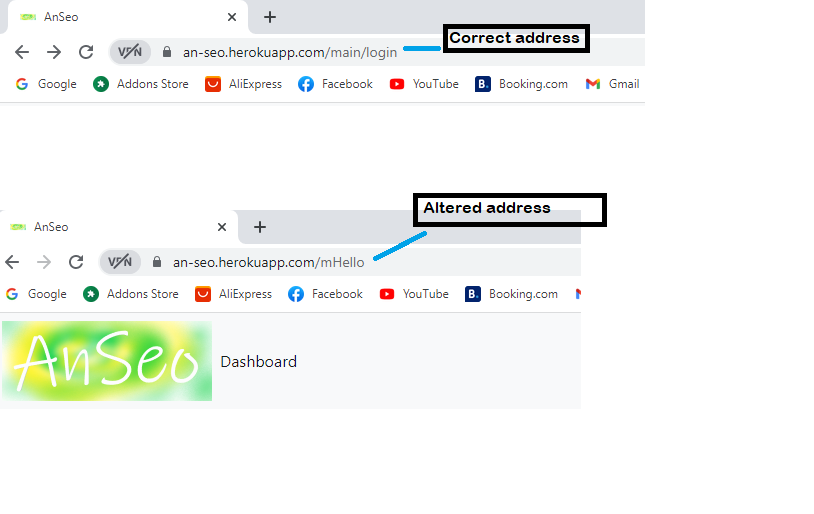 AnSeo
Correct address
VPN an-seo.herokuapp.com/main/login
Google Addons Store AliExpress Facebook YouTube B. Booking.com Gmail
Altered address
AnSeo
VPN an-seo.herokuapp.com/mHello
Google Addons Store AliExpress Facebook YouTube B. Booking.com
AnSeo Dashboard